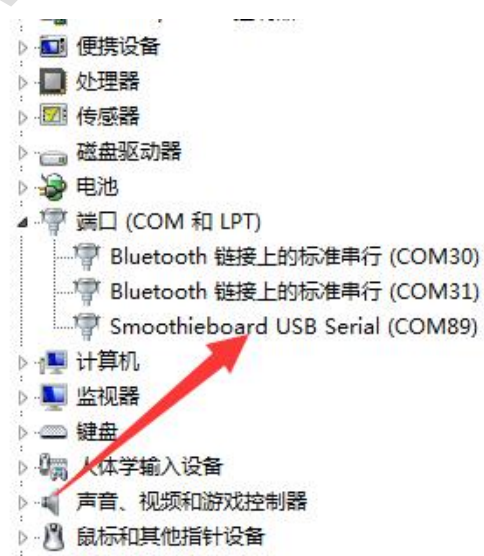 便携设备
处理器
传感器
磁盘驱动器
电池
端口 (COM 和 LPT)
Bluetooth 链接上的标准串行 (COM30)
Bluetooth 链接上的标准串行 (COM31)
Smoothieboard USB Serial (COM89)
计算机
监视器
键盘
人体学输入设备
声音、视频和游戏控制器
鼠标和其他指针设备